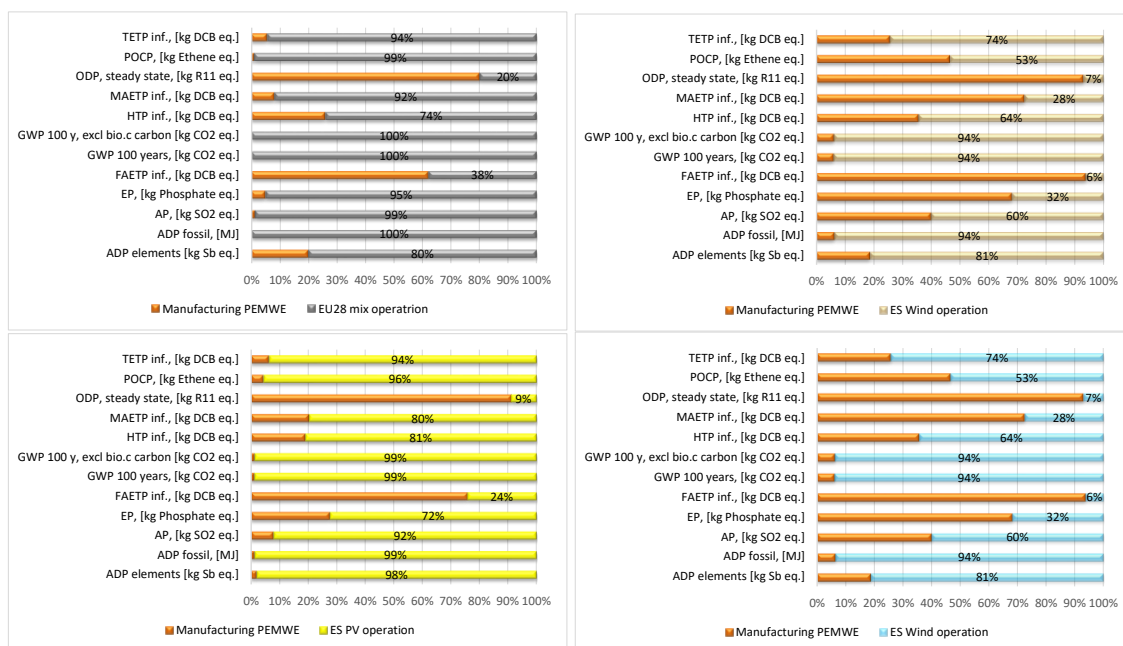 TETP inf., [kg DCB eq.] 94%
POCP, [kg Ethene eq.] 99%
ODP, steady state, [kg R11 eq.] 20%
MAETP inf., [kg DCB eq.] 92%
HTP inf., [kg DCB eq.] 74%
GWP 100 y, excl bio.c carbon [kg CO2 eq.] 100%
GWP 100 years, [kg CO2 eq.] 100%
FAETP inf., [kg DCB eq.] 38%
EP, [kg Phosphate eq.] 95%
AP, [kg SO2 eq.] 99%
ADP fossil, [MJ] 100%
ADP elements [kg Sb eq.] 80%
0% 10% 20% 30% 40% 50% 60% 70% 80% 90% 100%
Manufacturing PEMWE EU28 mix operatrion
TETP inf., [kg DCB eq.] 74%
POCP, [kg Ethene eq.] 53%
ODP, steady state, [kg R11 eq.] 7%
MAETP inf., [kg DCB eq.] 28%
HTP inf., [kg DCB eq.] 64%
GWP 100 y, excl bio.c carbon [kg CO2 eq.] 94%
GWP 100 years, [kg CO2 eq.] 94%
FAETP inf., [kg DCB eq.] 6%
EP, [kg Phosphate eq.] 32%
AP, [kg SO2 eq.] 60%
ADP fossil, [MJ] 94%
ADP elements [kg Sb eq.] 81%
0% 10% 20% 30% 40% 50% 60% 70% 80% 90% 100%
Manufacturing PEMWE ES Wind operation
TETP inf., [kg DCB eq.] 94%
POCP, [kg Ethene eq.] 96%
ODP, steady state, [kg R11 eq.] 9%
MAETP inf., [kg DCB eq.] 80%
HTP inf., [kg DCB eq.] 81%
GWP 100 y, excl bio.c carbon [kg CO2 eq.] 99%
GWP 100 years, [kg CO2 eq.] 99%
FAETP inf., [kg DCB eq.] 24%
EP, [kg Phosphate eq.] 72%
AP, [kg SO2 eq.] 92%
ADP fossil, [MJ] 99%
ADP elements [kg Sb eq.] 98%
0% 10% 20% 30% 40% 50% 60% 70% 80% 90% 100%
Manufacturing PEMWE ES PV operation
TETP inf., [kg DCB eq.] 74%
POCP, [kg Ethene eq.] 53%
ODP, steady state, [kg R11 eq.] 7%
MAETP inf., [kg DCB eq.] 28%
HTP inf., [kg DCB eq.] 64%
GWP 100 y, excl bio.c carbon [kg CO2 eq.] 94%
GWP 100 years, [kg CO2 eq.] 94%
FAETP inf., [kg DCB eq.] 6%
EP, [kg Phosphate eq.] 32%
AP, [kg SO2 eq.] 60%
ADP fossil, [MJ] 94%
ADP elements [kg Sb eq.] 81%
0% 10% 20% 30% 40% 50% 60% 70% 80% 90% 100%
Manufacturing PEMWE ES Wind operation